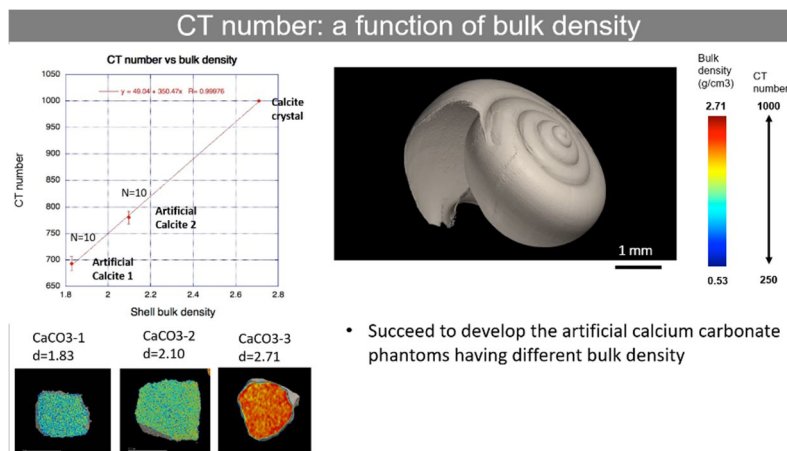 CT number: a function of bulk density
CT number vs bulk density
y = 49.04 + 350.47x R= 0.99976
1050
1000
950
900
850
800
750
700
650
CT number
Calcite
crystal
N=10
Artificial
Calcite 2
N=10
Artificial
Calcite 1
1.8
2
2.2
2.4
2.6
2.8
Shell bulk density
1 mm
Bulk
density
(g/cm3)
2.71
0.53
CT
number
1000
250
CaCO3-1
d=1.83
CaCO3-2
d=2.10
CaCO3-3
d=2.71
• Succeed to develop the artificial calcium carbonate
phantoms having different bulk density